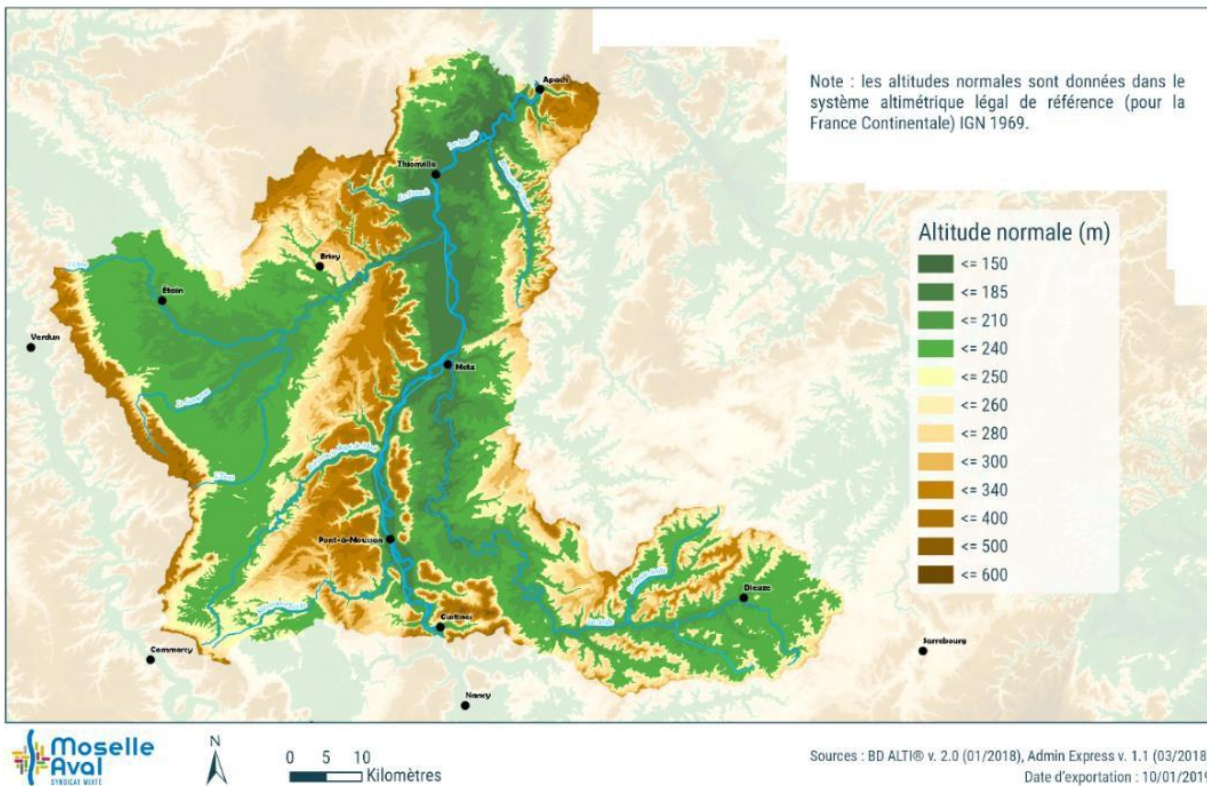 Note : les altitudes normales sont données dans le
système altimétrique légal de référence (pour la
France Continentale) IGN 1969.
Apach
Thionville
Altitude normale (m)
<= 150
<= 185
<= 210
<= 240
<= 250
<= 260
<= 280
<= 300
<= 340
<= 400
<= 500
<= 600
Briey
Étain
Verdun
Metz
Pont-à-Mousson
Dieuze
Custines
Commercy
Sarrebourg
Nancy
Moselle
Aval
SYNDICAT MIXTE
N
0 5 10
Kilomètres
Sources : BD ALTI® v. 2.0 (01/2018), Admin Express v. 1.1 (03/2018
Date d'exportation : 10/01/2019